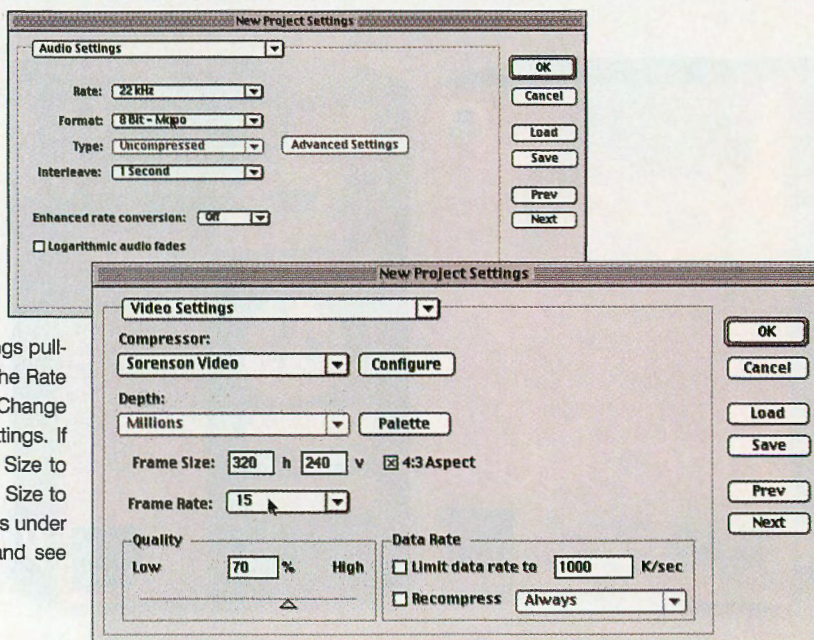 New Project Settings
Audio Settings
Rate: 22 kHz
Format: 8 Bit - Mono
Type: Uncompressed Advanced Settings
Interleave: 1 Second
Enhanced rate conversion: Off
Logarithmic audio fades
OK
Cancel
Load
Save
Prev
Next
ngs pull-
he Rate
Change
ttings. If
Size to
Size to
s under
and see
New Project Settings
Video Settings
Compressor:
Sorenson Video Configure
Depth:
Millions Palette
Frame Size: 320 h 240 v 4:3 Aspect
Frame Rate: 15
Quality
Low 70 % High
Data Rate
Limit data rate to 1000 K/sec
Recompress Always
OK
Cancel
Load
Save
Prev
Next